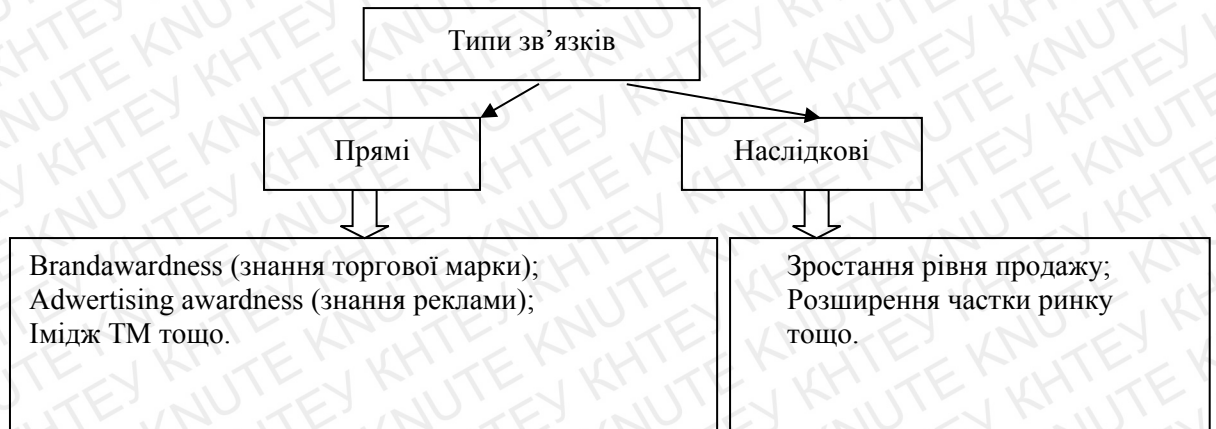 Типи зв’язків
Прямі
Наслідкові
Brandawardness (знання торгової марки);
Adwertising awardness (знання реклами);
Імідж ТМ тощо.
Зростання рівня продажу;
Розширення частки ринку
тощо.